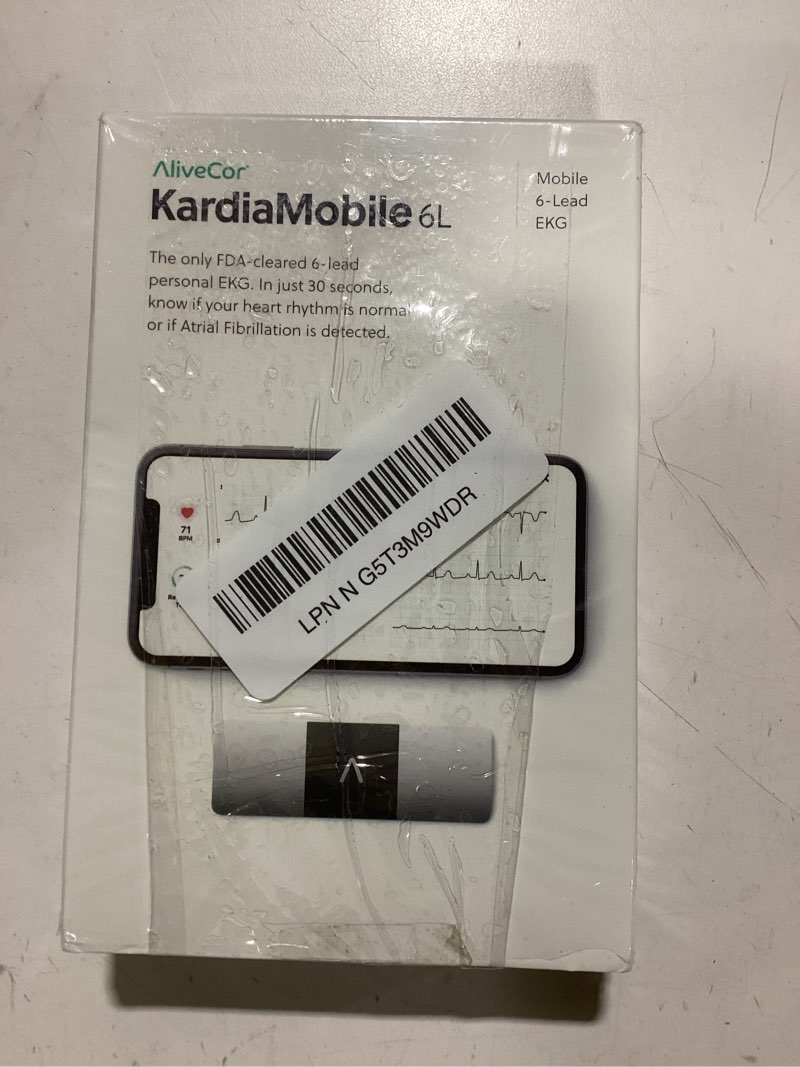 AliveCor
KardiaMobile 6L
Mobile
6-Lead
EKG
The only FDA-cleared 6-lead
personal EKG. In just 30 seconds,
know if your heart rhythm is normal
or if Atrial Fibrillation is detected.
71
BPM
LPN N G5T3M9WDR